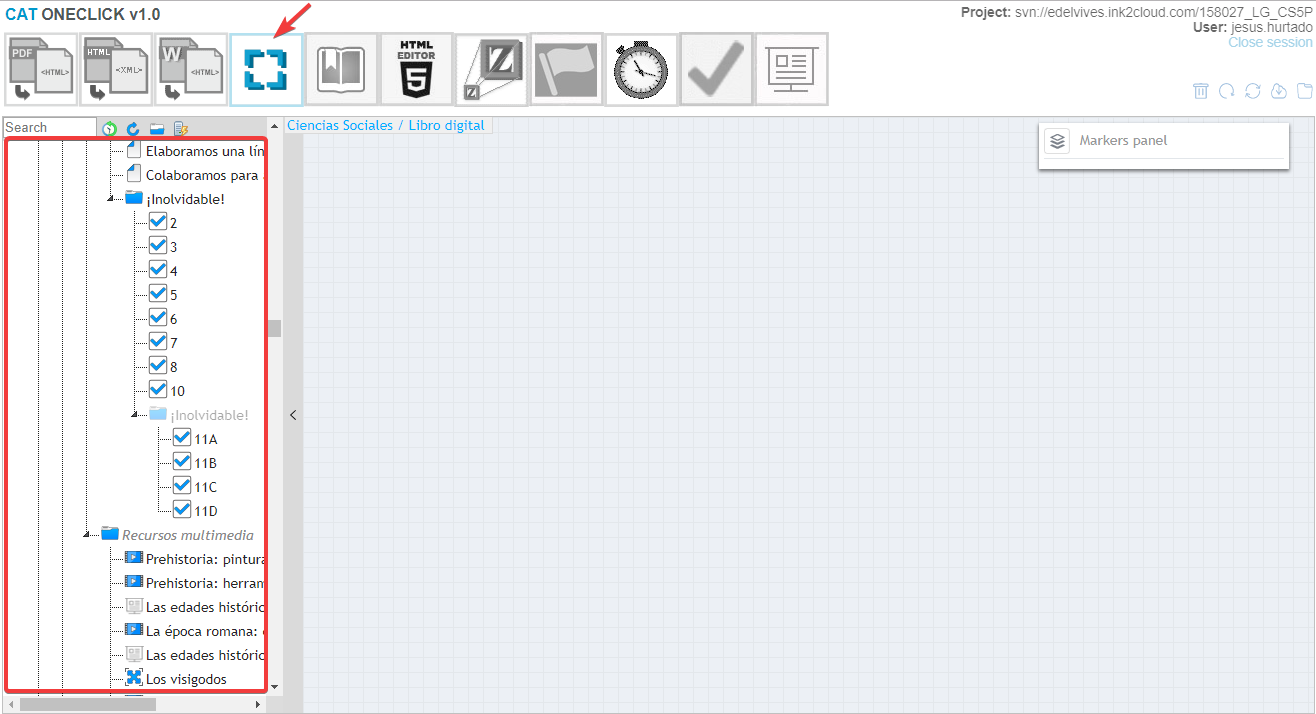 CAT ONECLICK v1.0
Project: svn://edelvives.ink2cloud.com/158027_LG_CS5P
User: jesus.hurtado
Close session
PDF <HTML>
HTML <XML>
W <HTML>
HTML
EDITOR
5
Z
Z
Search
Ciencias Sociales / Libro digital
Markers panel
Elaboramos una lín
Colaboramos para
¡Inolvidable!
2
3
4
5
6
7
8
10
¡Inolvidable!
11A
11B
11C
11D
Recursos multimedia
Prehistoria: pintura
Prehistoria: herram
Las edades históric
La época romana:
Las edades históric
Los visigodos